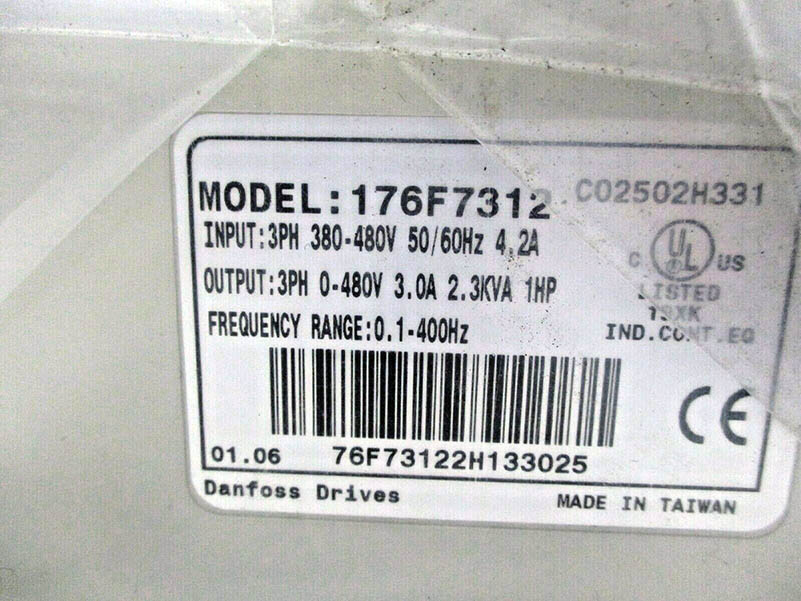 MODEL:176F7312 C02502H331
INPUT:3PH 380-480V 50/60Hz 4.2A
OUTPUT:3PH 0-480V 3.0A 2.3KVA 1HP
FREQUENCY RANGE:0.1-400Hz
C UL US
LISTED
19XK
IND.CONT.EQ
CE
01.06 76F73122H133025
Danfoss Drives MADE IN TAIWAN